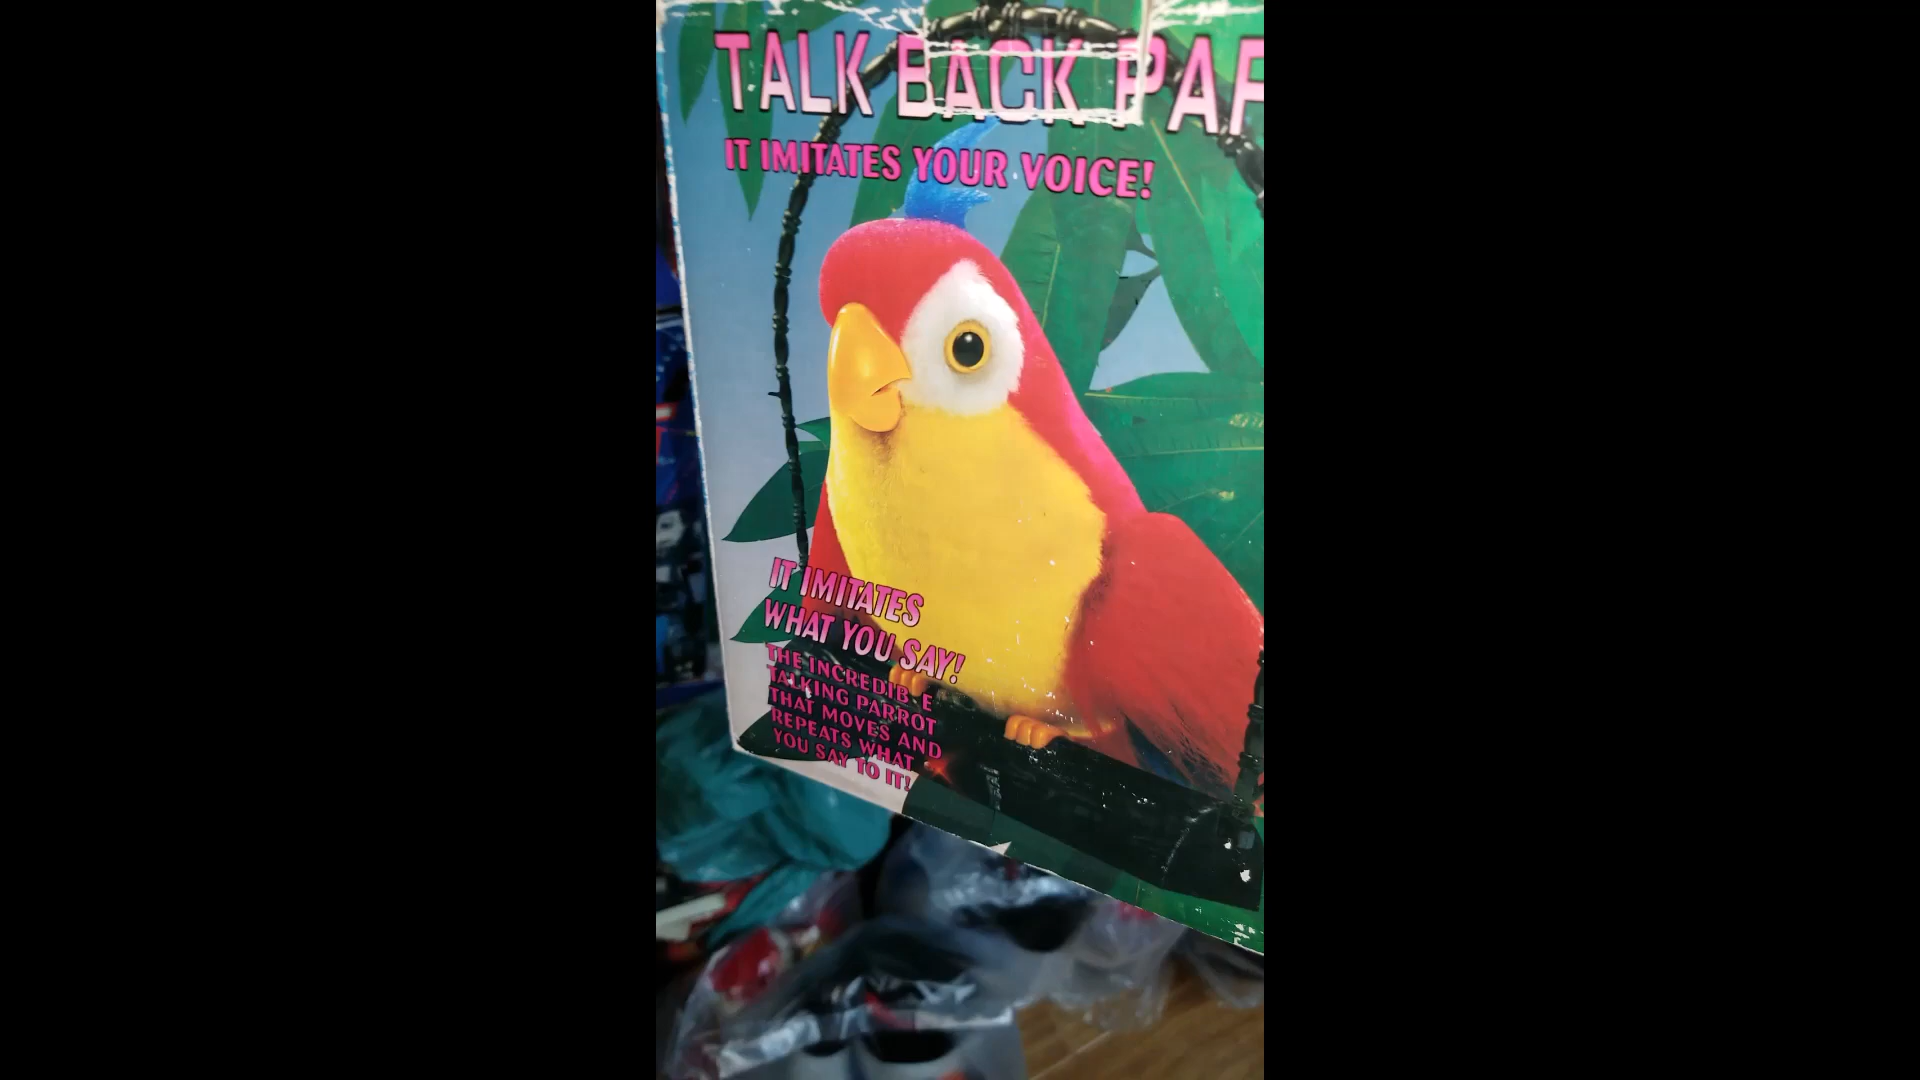 TALK BACK PAR
IT IMITATES YOUR VOICE!
IT IMITATES
WHAT YOU SAY!
THE INCREDIB E
TALKING PARROT
THAT MOVES AND
REPEATS WHAT
YOU SAY TO IT!